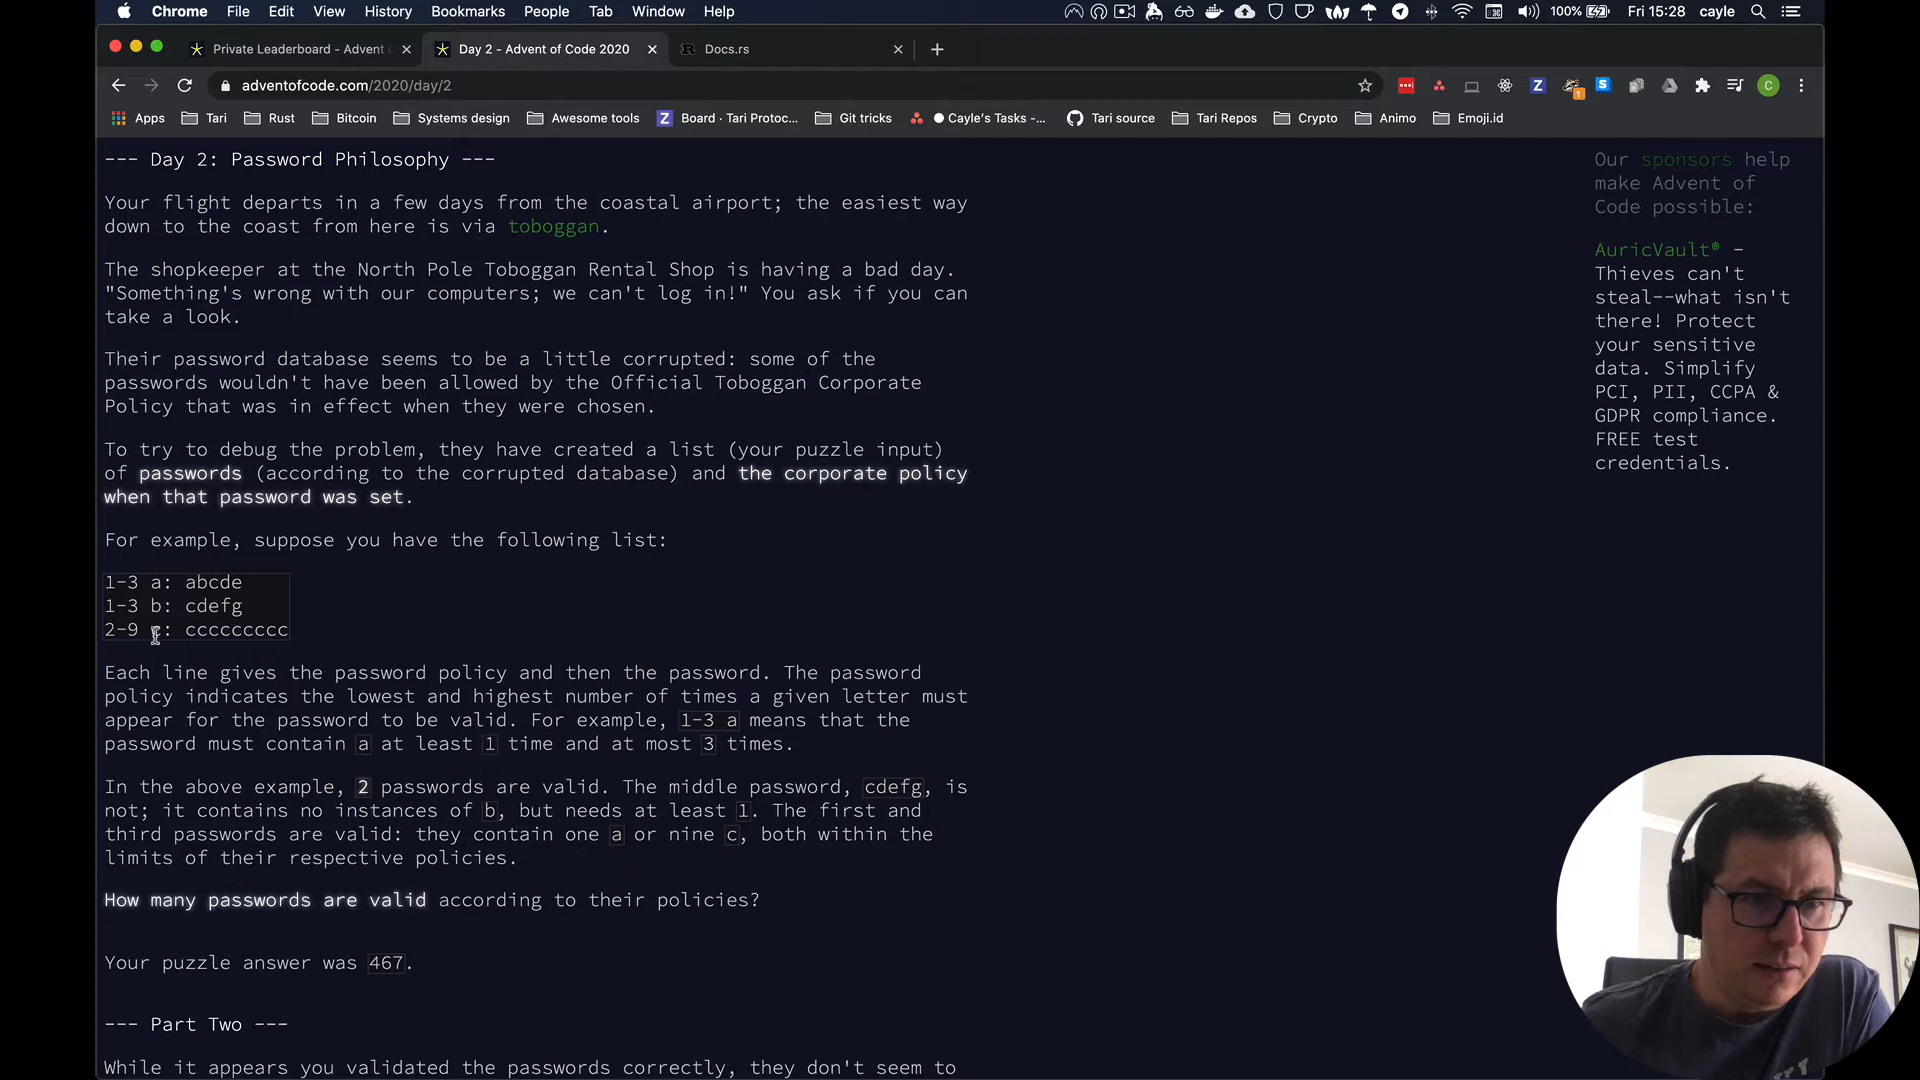 Chrome File Edit View History Bookmarks People Tab Window Help 100% Fri 15:28 cayle
Private Leaderboard - Advent Day 2 - Advent of Code 2020 Docs.rs
adventofcode.com/2020/day/2
Apps Tari Rust Bitcoin Systems design Awesome tools Board · Tari Protoc... Git tricks Cayle's Tasks -... Tari source Tari Repos Crypto Animo Emoji.id
--- Day 2: Password Philosophy ---
Your flight departs in a few days from the coastal airport; the easiest way
down to the coast from here is via toboggan.
The shopkeeper at the North Pole Toboggan Rental Shop is having a bad day.
"Something's wrong with our computers; we can't log in!" You ask if you can
take a look.
Their password database seems to be a little corrupted: some of the
passwords wouldn't have been allowed by the Official Toboggan Corporate
Policy that was in effect when they were chosen.
To try to debug the problem, they have created a list (your puzzle input)
of passwords (according to the corrupted database) and the corporate policy
when that password was set.
For example, suppose you have the following list:
1-3 a: abcde
1-3 b: cdefg
2-9 c: ccccccccc
Each line gives the password policy and then the password. The password
policy indicates the lowest and highest number of times a given letter must
appear for the password to be valid. For example, 1-3 a means that the
password must contain a at least 1 time and at most 3 times.
In the above example, 2 passwords are valid. The middle password, cdefg, is
not; it contains no instances of b, but needs at least 1. The first and
third passwords are valid: they contain one a or nine c, both within the
limits of their respective policies.
How many passwords are valid according to their policies?
Your puzzle answer was 467.
--- Part Two ---
While it appears you validated the passwords correctly, they don't seem to
Our sponsors help
make Advent of
Code possible:
AuricVault® -
Thieves can't
steal--what isn't
there! Protect
your sensitive
data. Simplify
PCI, PII, CCPA &
GDPR compliance.
FREE test
credentials.